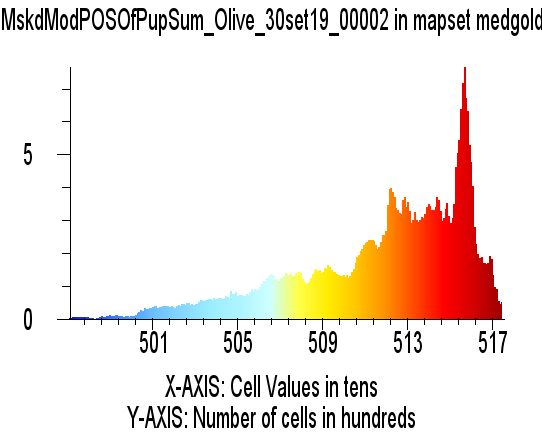 MskdModPOSOfPupSum_Olive_30set19_00002 in mapset medgold
5
0
501 505 509 513 517
X-AXIS: Cell Values in tens
Y-AXIS: Number of cells in hundreds